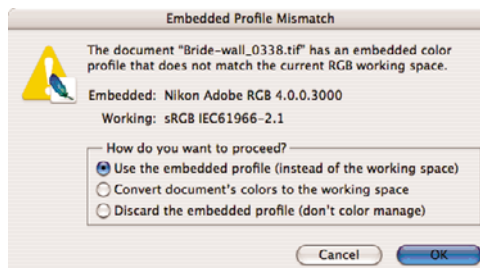 Embedded Profile Mismatch
The document “Bride-wall_0338.tif” has an embedded color
profile that does not match the current RGB working space.
Embedded: Nikon Adobe RGB 4.0.0.3000
Working: sRGB IEC61966-2.1
How do you want to proceed?
Use the embedded profile (instead of the working space)
Convert document's colors to the working space
Discard the embedded profile (don't color manage)
Cancel OK